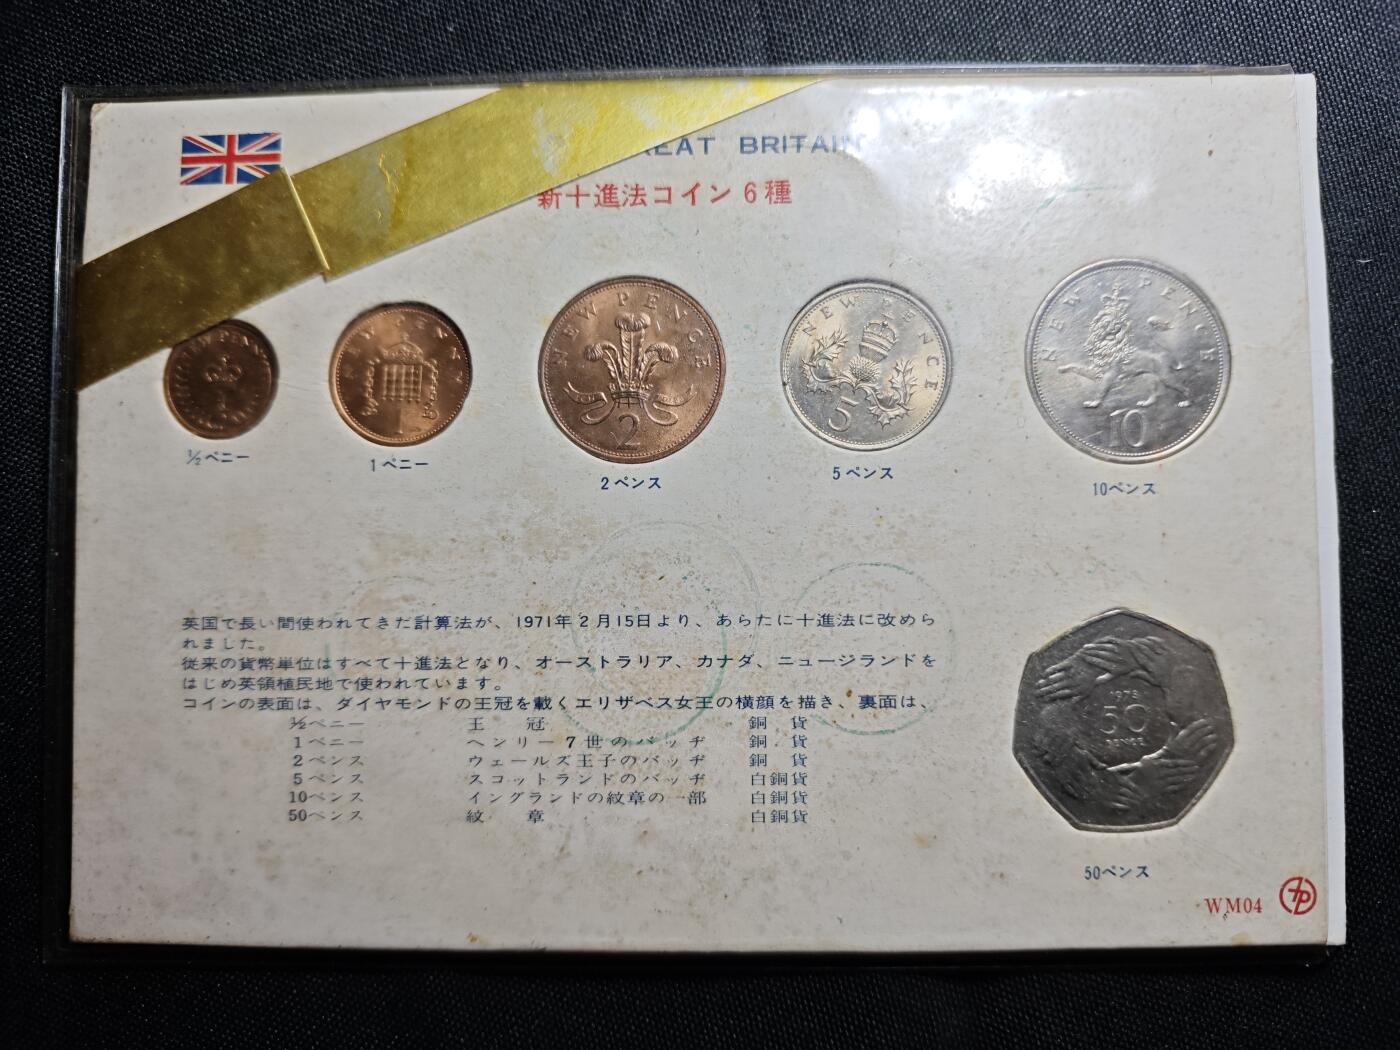 GREAT BRITAIN
新十進法コイン6種
NEW PENNY
NEW PENNY
NEW PENCE
2
NEW PENCE
5
NEW PENCE
10
½ペニー
1ペニー
2ペンス
5ペンス
10ペンス
英国で長い間使われてきた計算法が、1971年2月15日より、あらたに十進法に改めら
れました。
従来の貨幣単位はすべて十進法となり、オーストラリア、カナダ、ニュージランドを
はじめ英領植民地で使われています。
コインの表面は、ダイヤモンドの王冠を戴くエリザベス女王の横顔を描き、裏面は、
½ペニー 王冠 銅貨
1ペニー ヘンリー7世のバッヂ 銅貨
2ペンス ウェールズ王子のバッヂ 銅貨
5ペンス スコットランドのバッヂ 白銅貨
10ペンス イングランドの紋章の一部 白銅貨
50ペンス 紋章 白銅貨
1973
50
PENCE
50ペンス
WM04